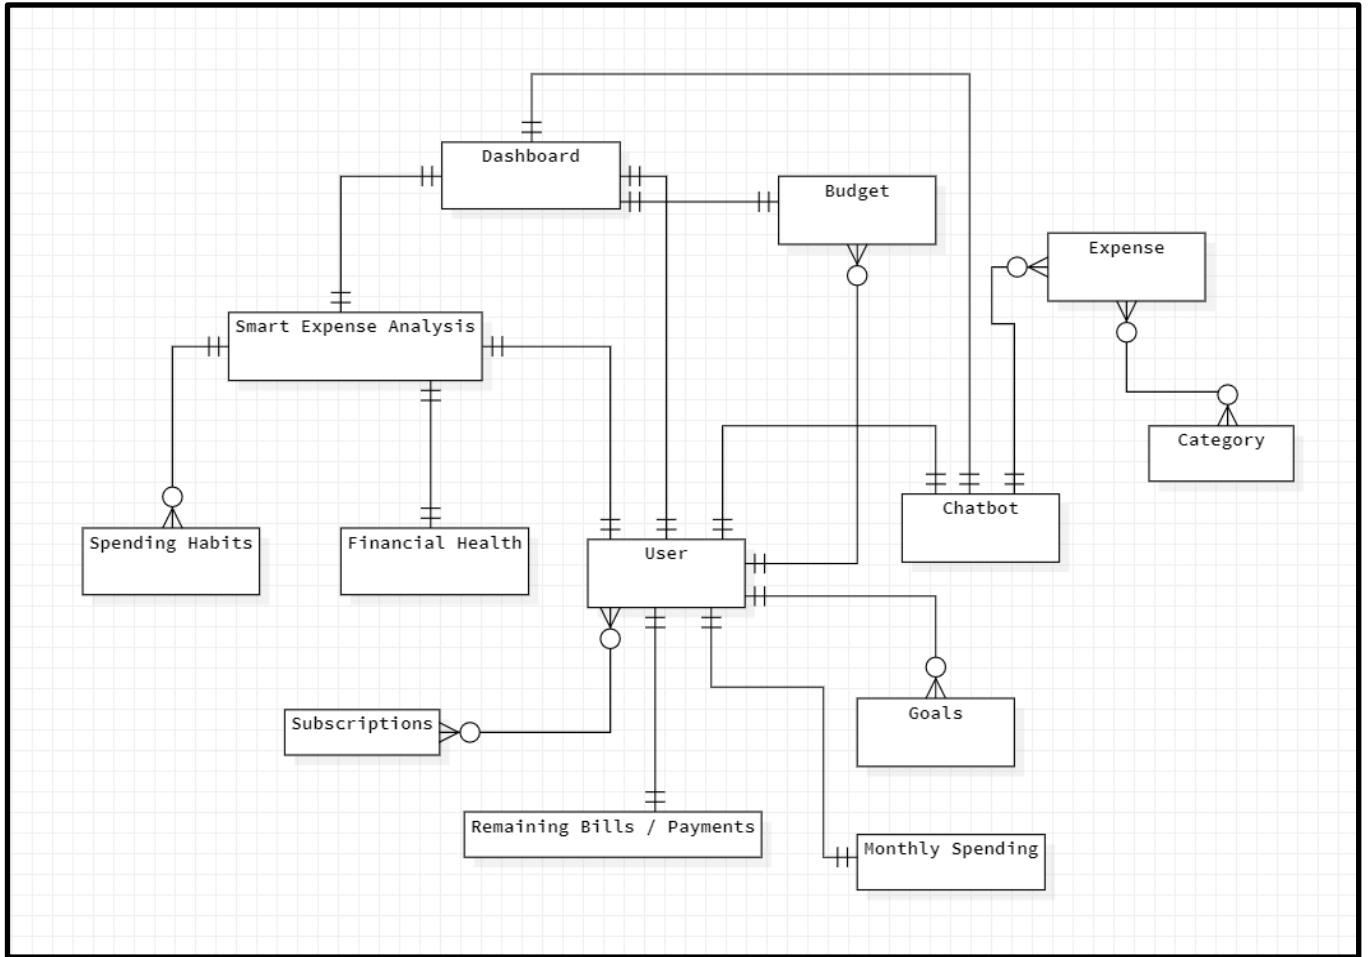 Dashboard
Budget
Expense
Smart Expense Analysis
Category
Chatbot
Spending Habits
Financial Health
User
Subscriptions
Goals
Remaining Bills / Payments
Monthly Spending